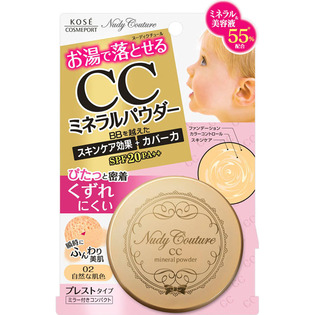 KOSÉ
COSMEPORT
Nudy Couture
ヌーディクチュール
お湯で落とせる
CC
ミネラルパウダー
BBを越えた
スキンケア効果+カバー力
SPF20 PA++
ミネラル
美容液
55%
配合
ファンデーション
カラーコントロール
スキンケア
ぴたっと密着
くずれ
にくい
瞬時に
ふんわり
美肌
02
自然な肌色
プレストタイプ
ミラー付きコンパクト
Nudy Couture
CC
mineral powder